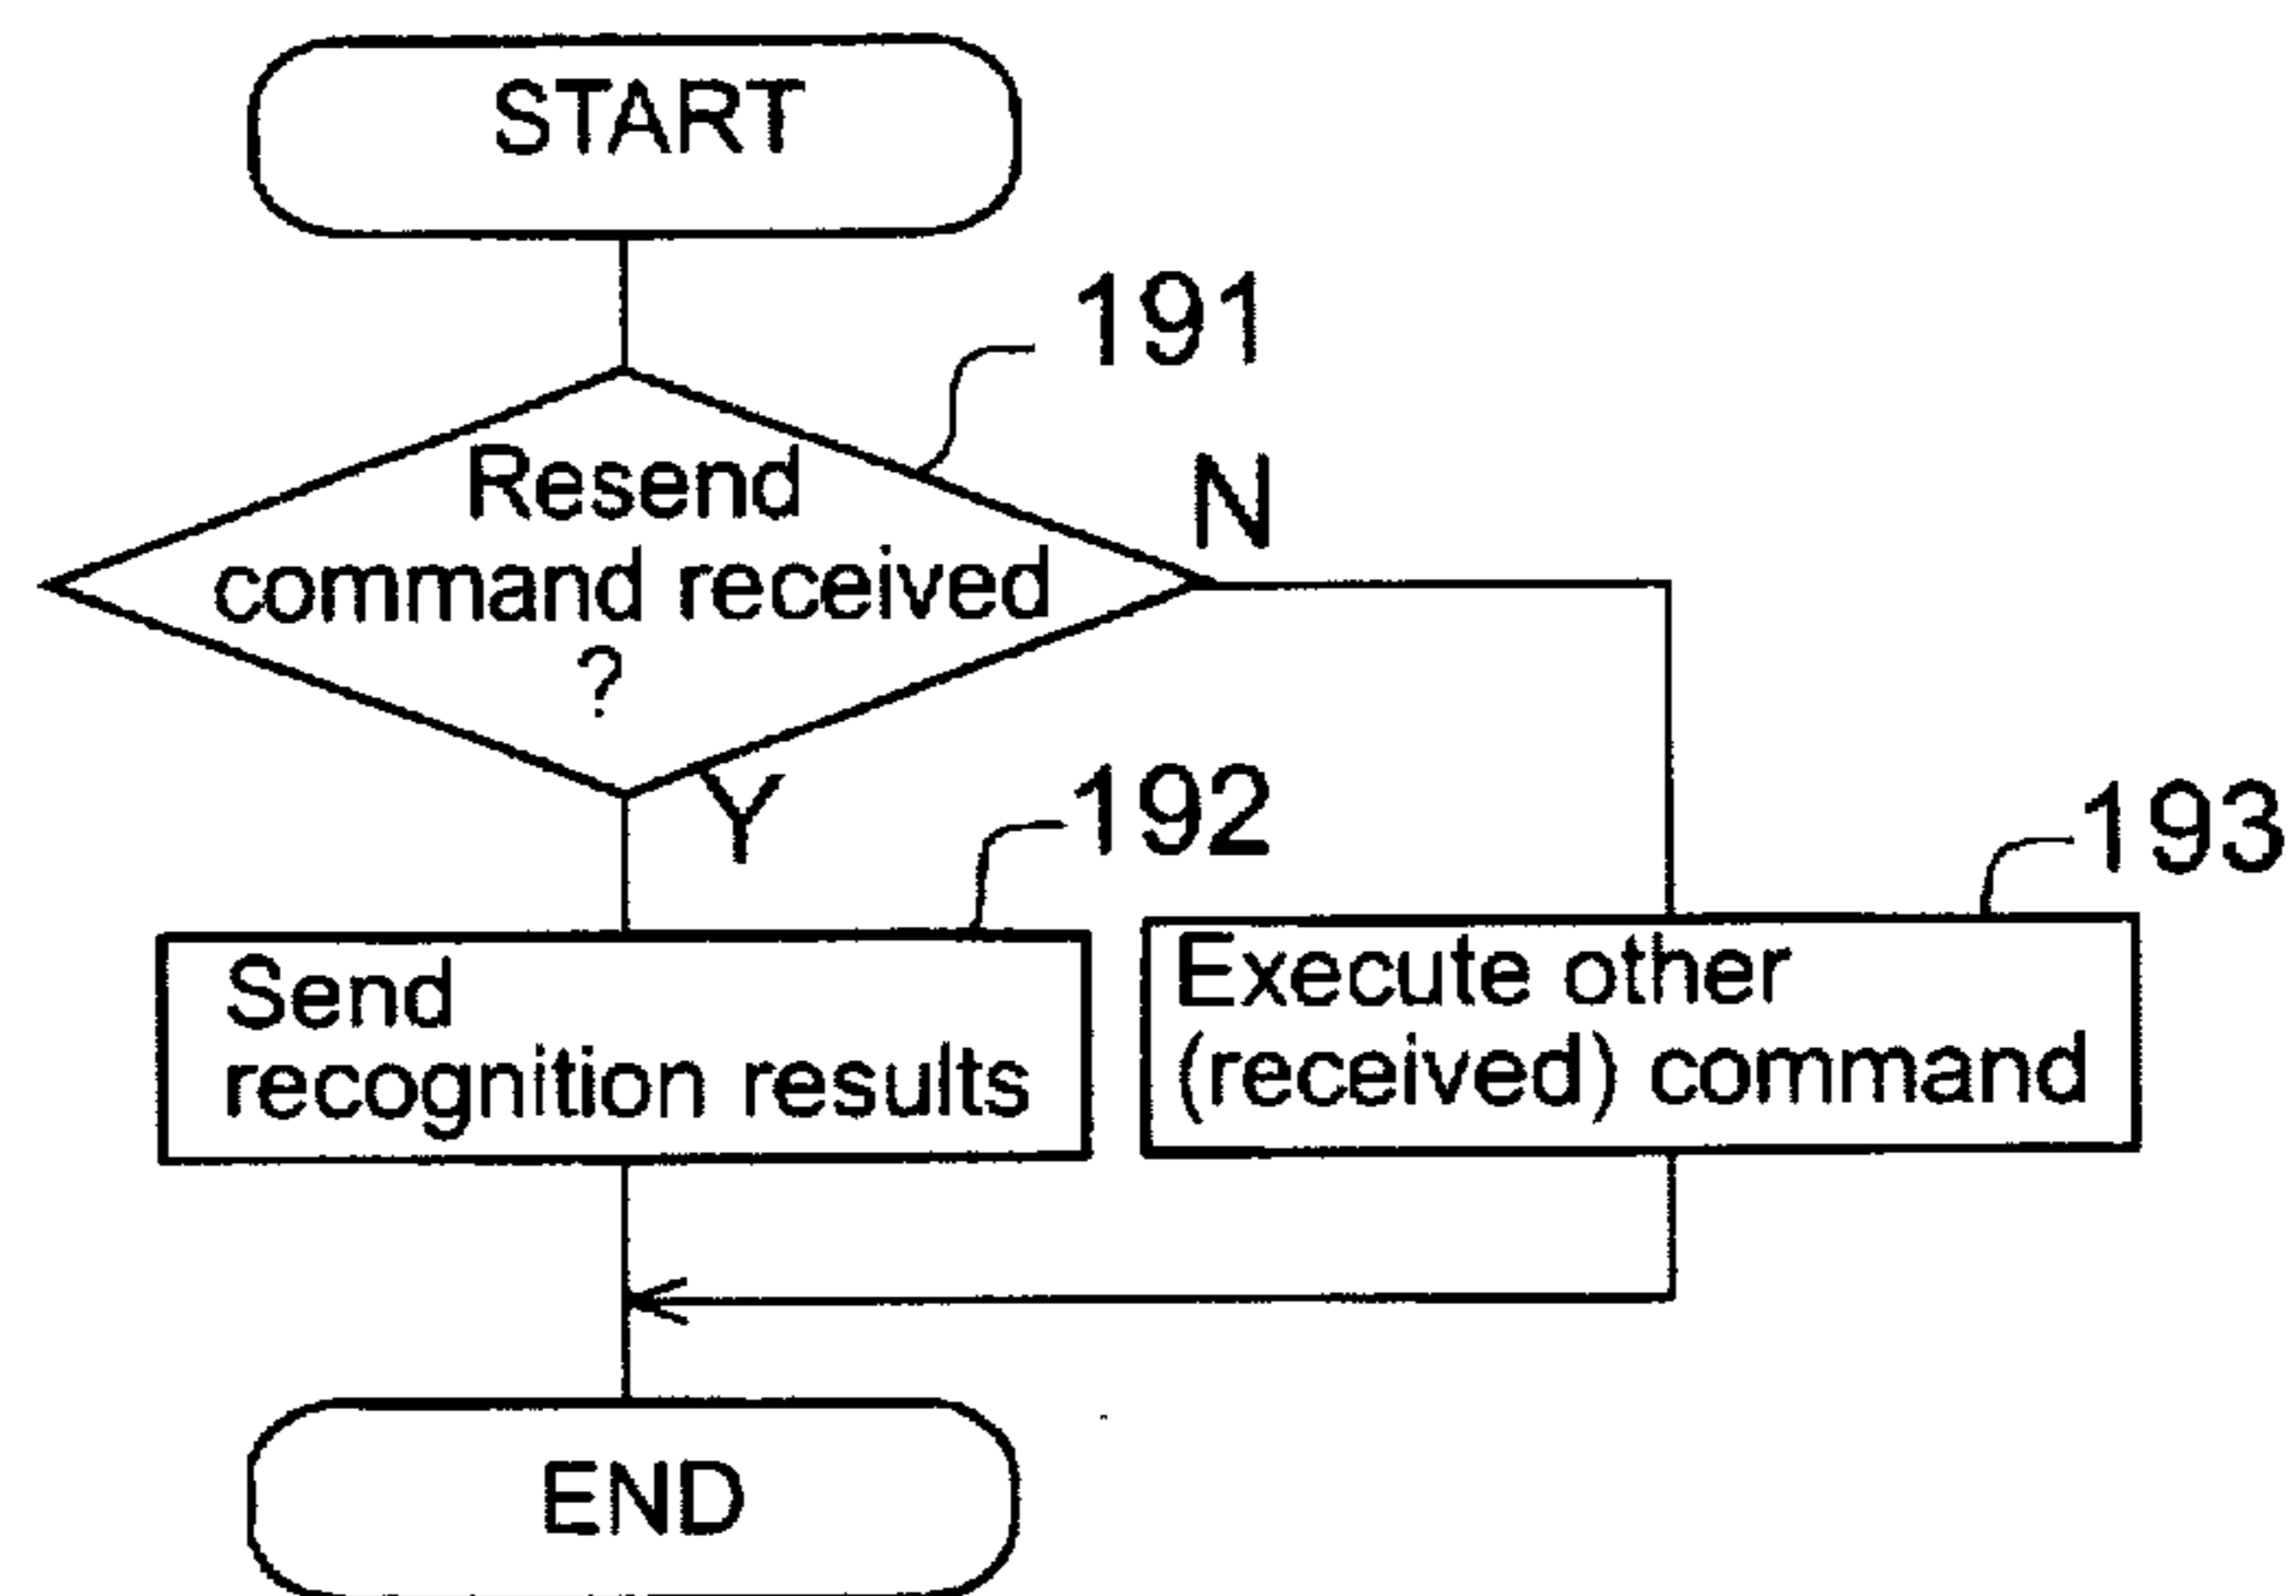 START
191
Resend
command received
?
N
Y
192
193
Send
recognition results
Execute other
(received) command
END